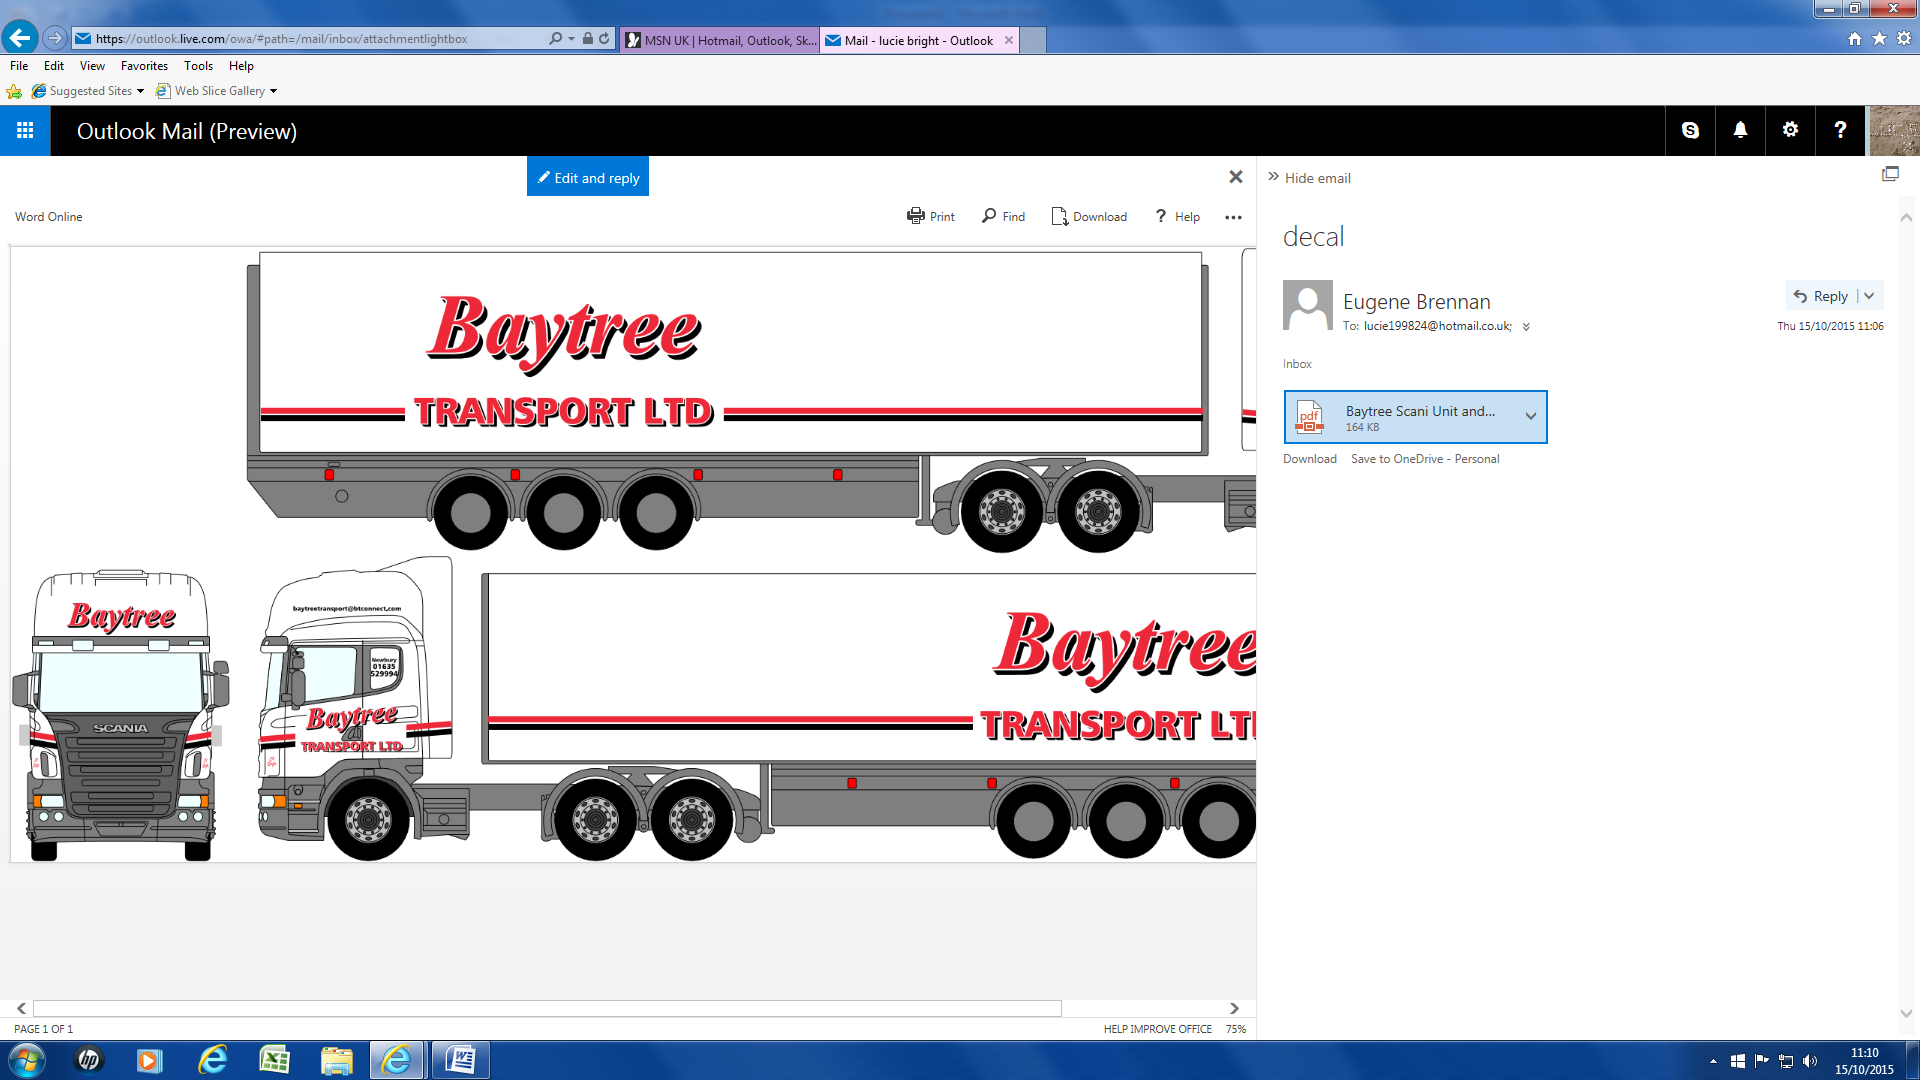 https://outlook.live.com/owa/#path=/mail/inbox/attachmentlightbox
MSN UK | Hotmail, Outlook, Sk...
Mail - lucie bright - Outlook
File Edit View Favorites Tools Help
Suggested Sites
Web Slice Gallery
Outlook Mail (Preview)
?
Edit and reply
Hide email
Word Online
Print
Find
? Help
Download
decal
Eugene Brennan
Reply
To: lucie199824@hotmail.co.uk;
Thu 15/10/2015 11:06
Inbox
pdf
Baytree Scani Unit and...
164 KB
Download Save to OneDrive - Personal
Baytree
TRANSPORT LTD
Baytree
SCANIA
baytreetransport@btconnect.com
Newbury
01635
529994
Baytree
TRANSPORT LTD
Baytree
TRANSPORT LT
PAGE 1 OF 1
HELP IMPROVE OFFICE 75%
hp
11:10
15/10/2015